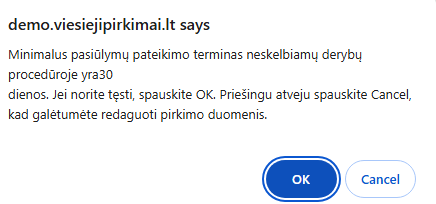 demo.viesiejipirkimai.lt says
Minimalus pasiūlymų pateikimo terminas neskelbiamų derybų
procedūroje yra30
dienos. Jei norite tęsti, spauskite OK. Priešingu atveju spauskite Cancel,
kad galėtumėte redaguoti pirkimo duomenis.
OK
Cancel